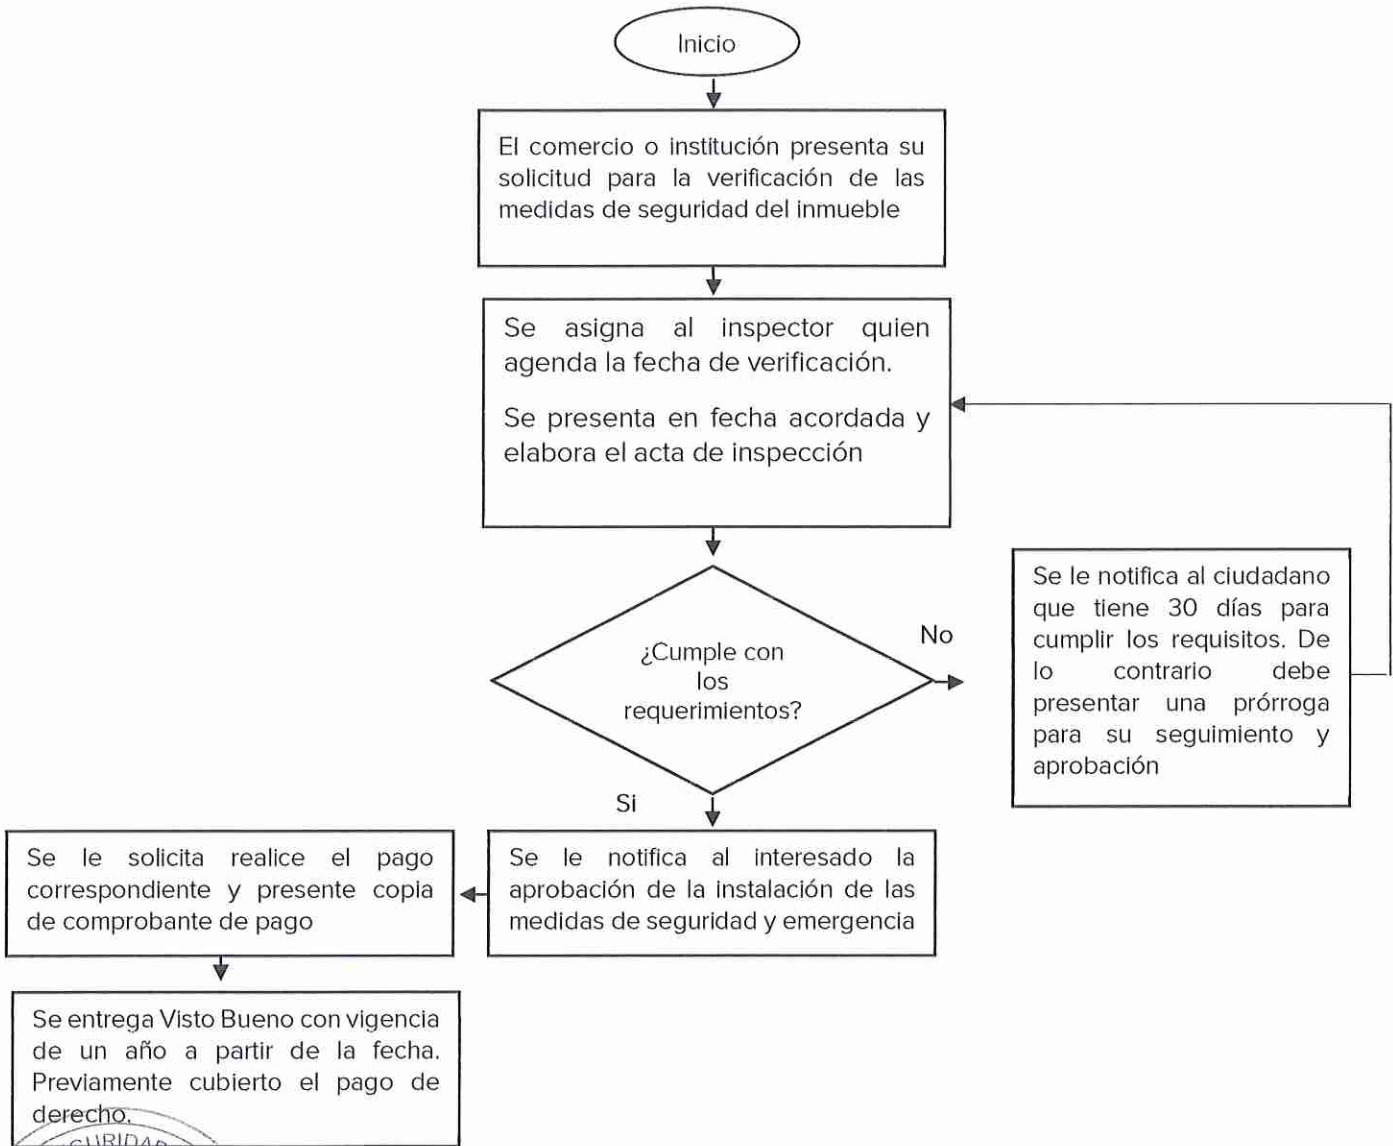 Inicio
El comercio o institución presenta su
solicitud para la verificación de las
medidas de seguridad del inmueble
Se asigna al inspector quien
agenda la fecha de verificación.
Se presenta en fecha acordada y
elabora el acta de inspección
¿Cumple con
los
requerimientos?
No
Se le notifica al ciudadano
que tiene 30 días para
cumplir los requisitos. De
lo contrario debe
presentar una prórroga
para su seguimiento y
aprobación
Si
Se le notifica al interesado la
aprobación de la instalación de las
medidas de seguridad y emergencia
Se le solicita realice el pago
correspondiente y presente copia
de comprobante de pago
Se entrega Visto Bueno con vigencia
de un año a partir de la fecha.
Previamente cubierto el pago de
derecho.